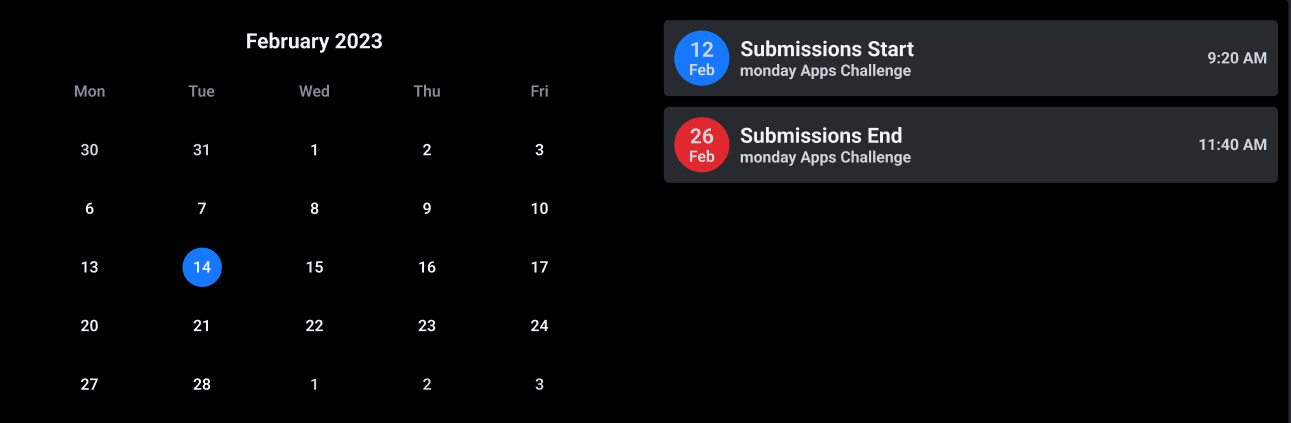 February 2023
Mon Tue Wed Thu Fri
30 31 1 2 3
6 7 8 9 10
13 14 15 16 17
20 21 22 23 24
27 28 1 2 3
12
Feb
Submissions Start
monday Apps Challenge
9:20 AM
26
Feb
Submissions End
monday Apps Challenge
11:40 AM